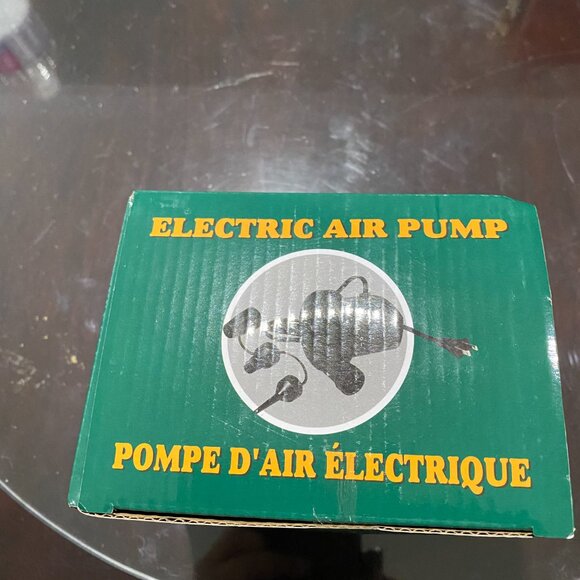 ELECTRIC AIR PUMP
POMPE D'AIR ÉLECTRIQUE